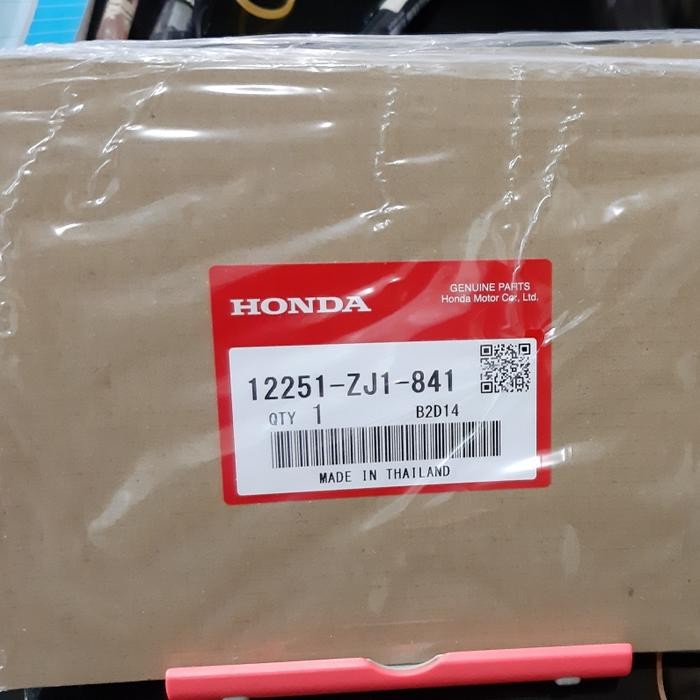 HONDA
GENUINE PARTS
Honda Motor Co., Ltd.
12251-ZJ1-841
QTY 1 B2D14
MADE IN THAILAND